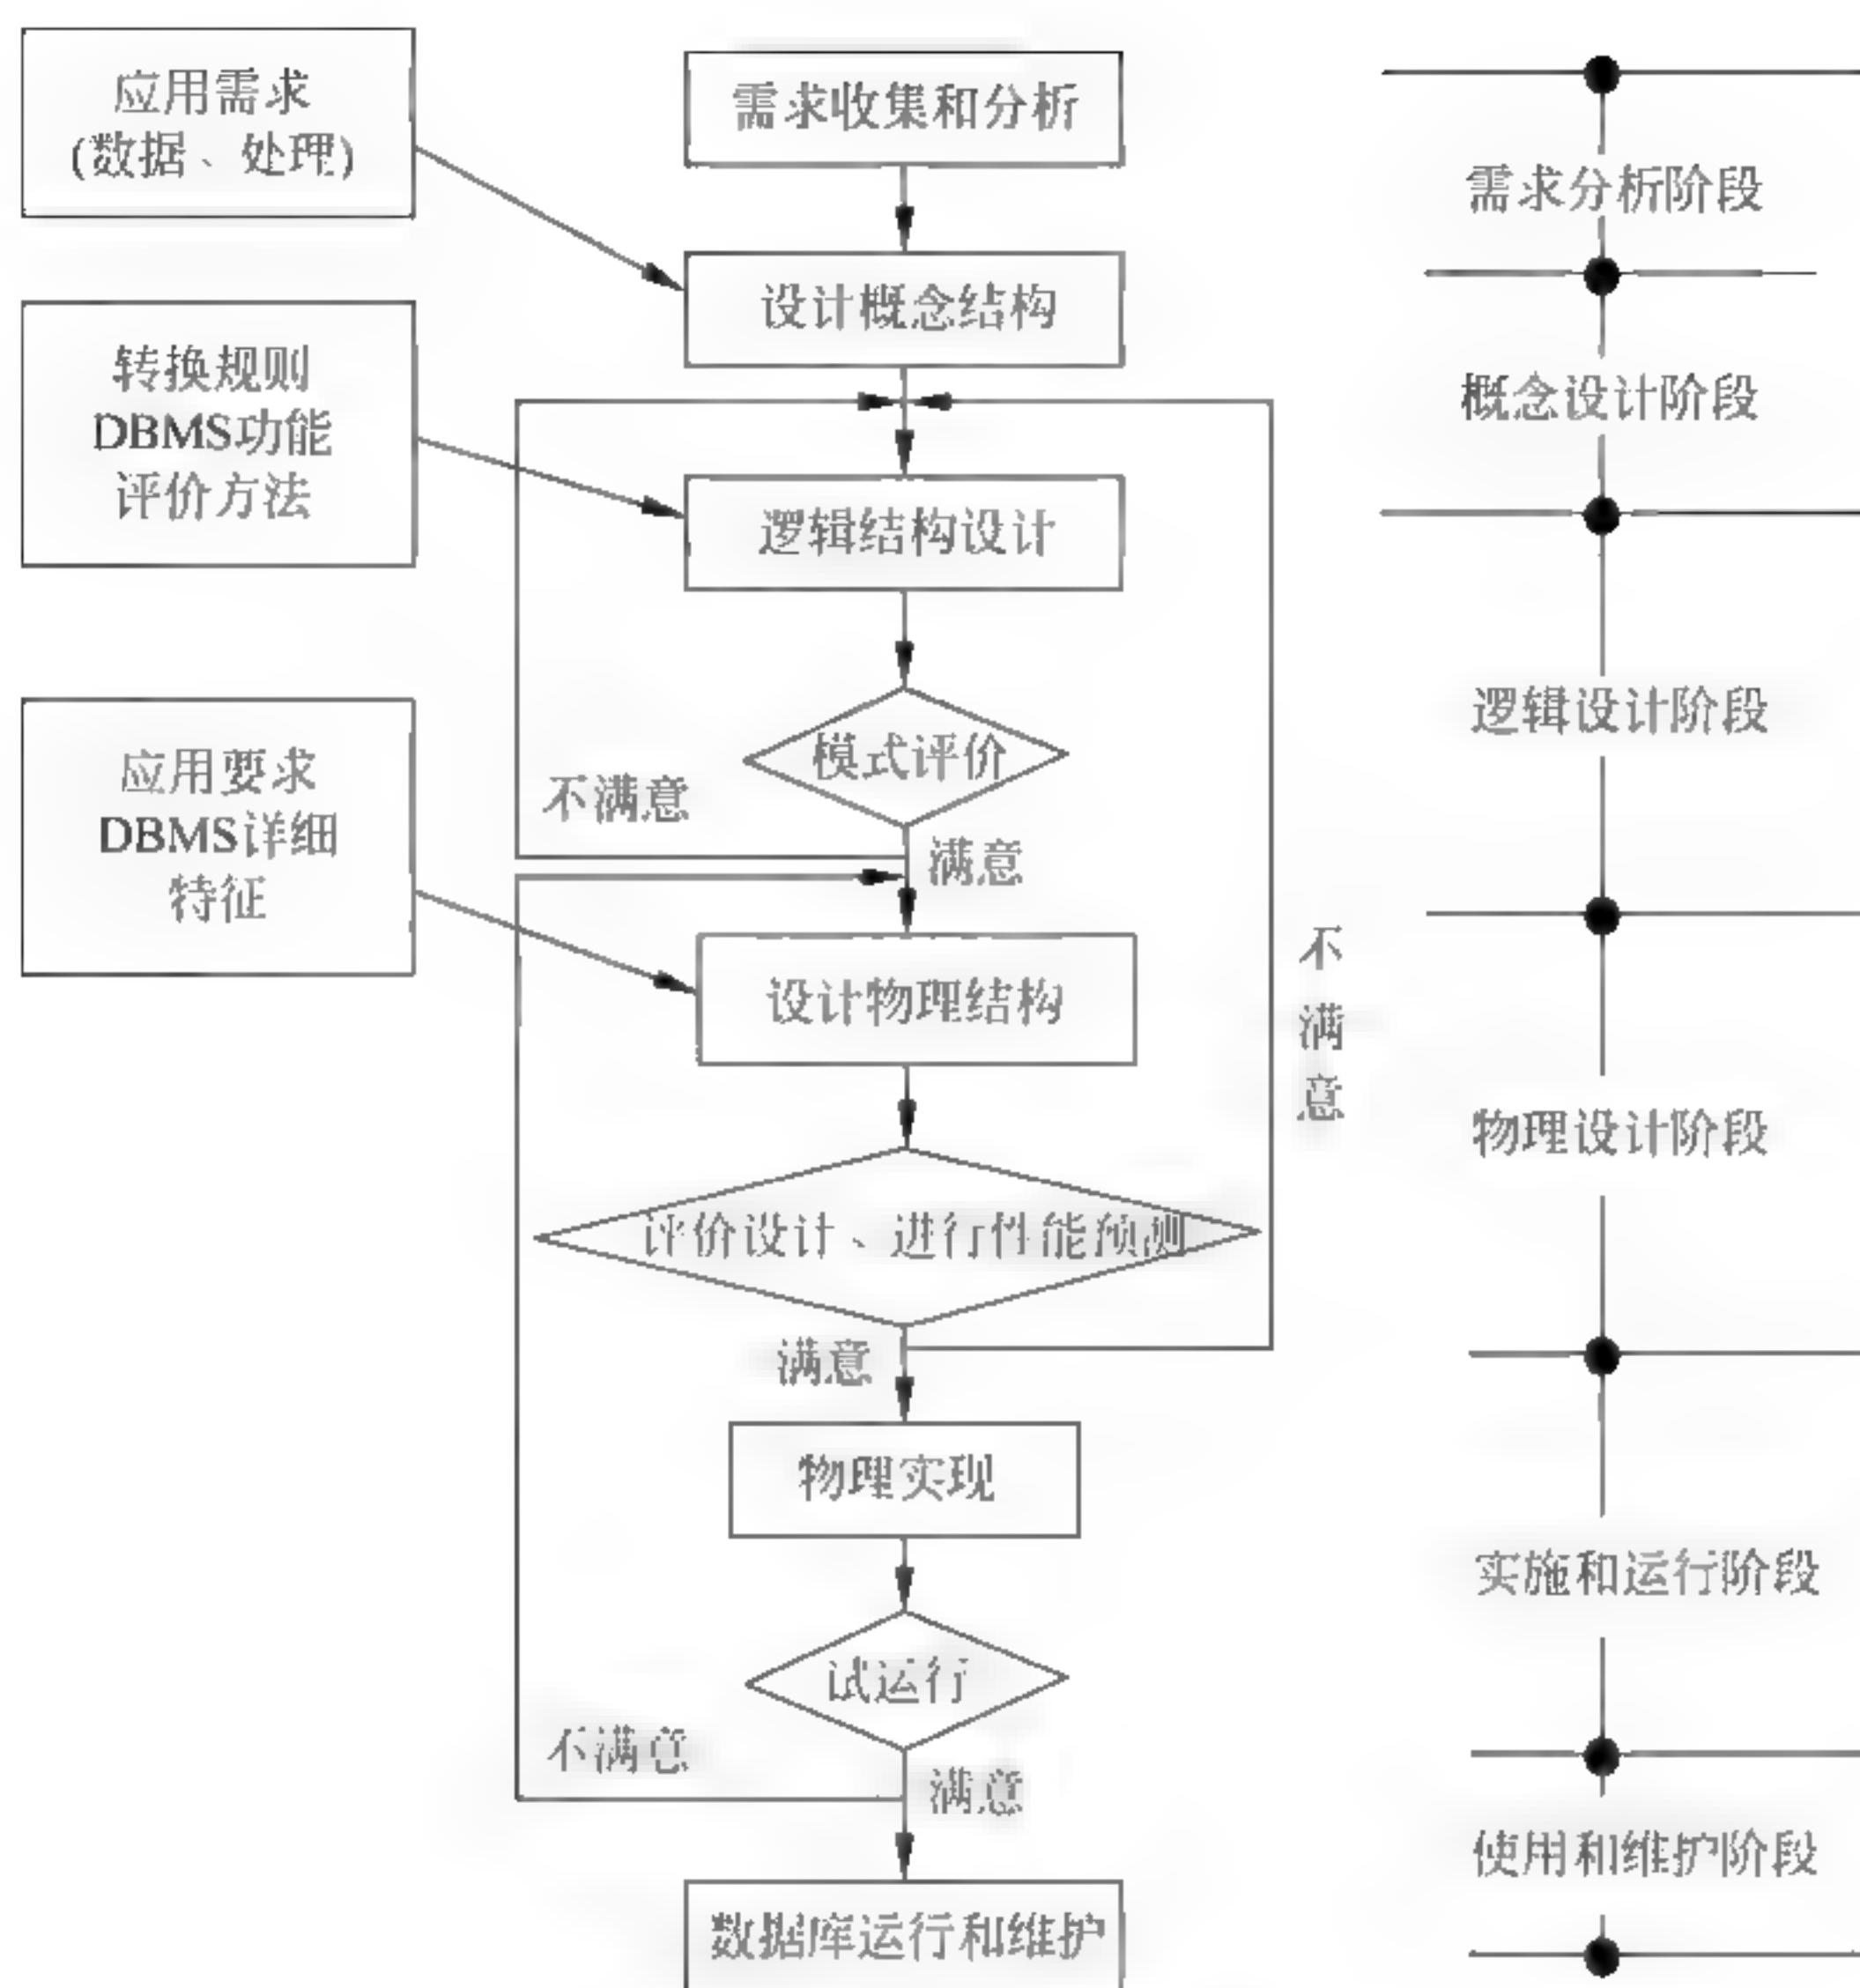 应用需求
(数据、处理)
需求收集和分析
需求分析阶段
设计概念结构
转换规则
DBMS功能
评价方法
概念设计阶段
逻辑结构设计
逻辑设计阶段
模式评价
不满意
满意
应用要求
DBMS详细
特征
设计物理结构
不
满
意
物理设计阶段
评价设计、进行性能预测
满意
物理实现
实施和运行阶段
试运行
不满意
满意
使用和维护阶段
数据库运行和维护